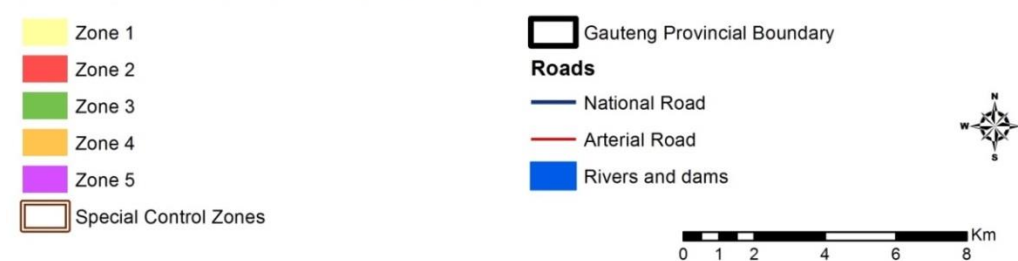 Zone 1
Zone 2
Zone 3
Zone 4
Zone 5
Special Control Zones
Gauteng Provincial Boundary
Roads
National Road
Arterial Road
Rivers and dams
N
W
S
Km
0 1 2 4 6 8